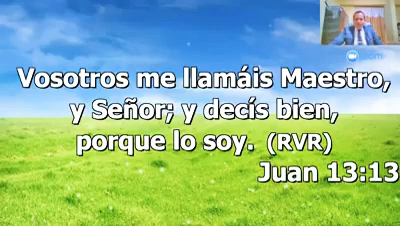 Vosotros me llamáis Maestro,
y Señor; y decís bien,
porque lo soy. (RVR)
Juan 13:13